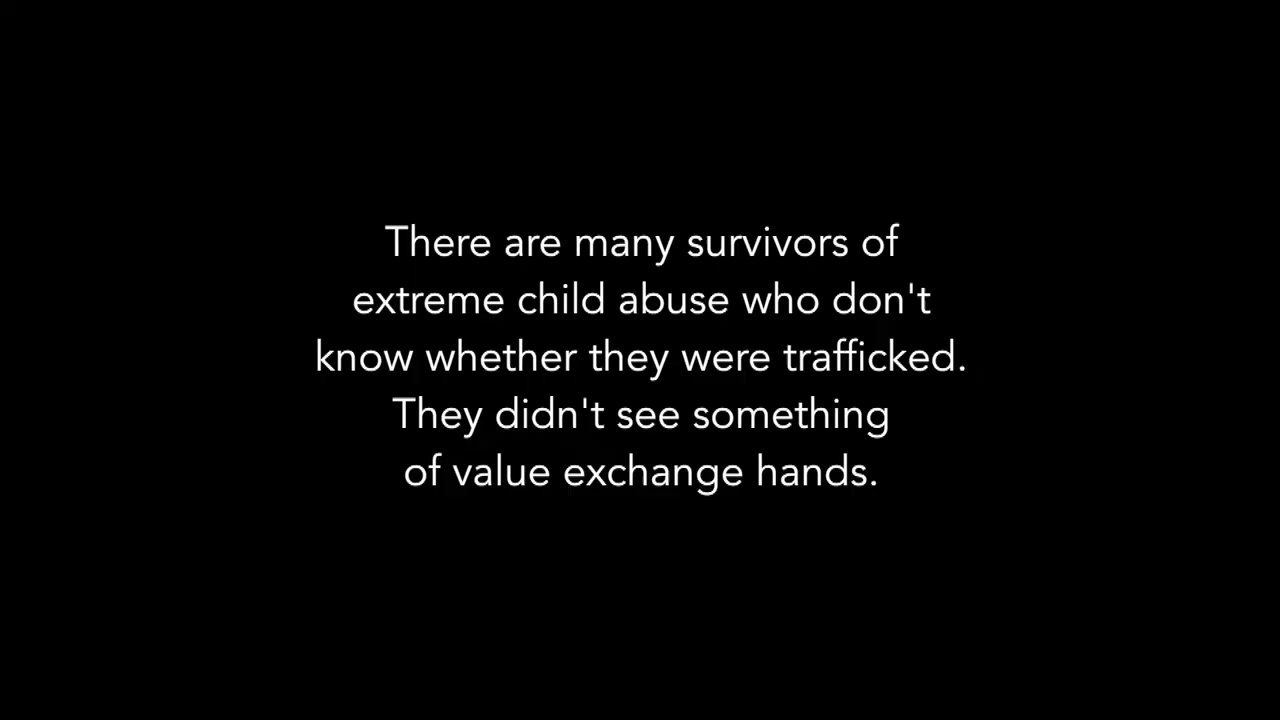 There are many survivors of
extreme child abuse who don't
know whether they were trafficked.
They didn't see something
of value exchange hands.